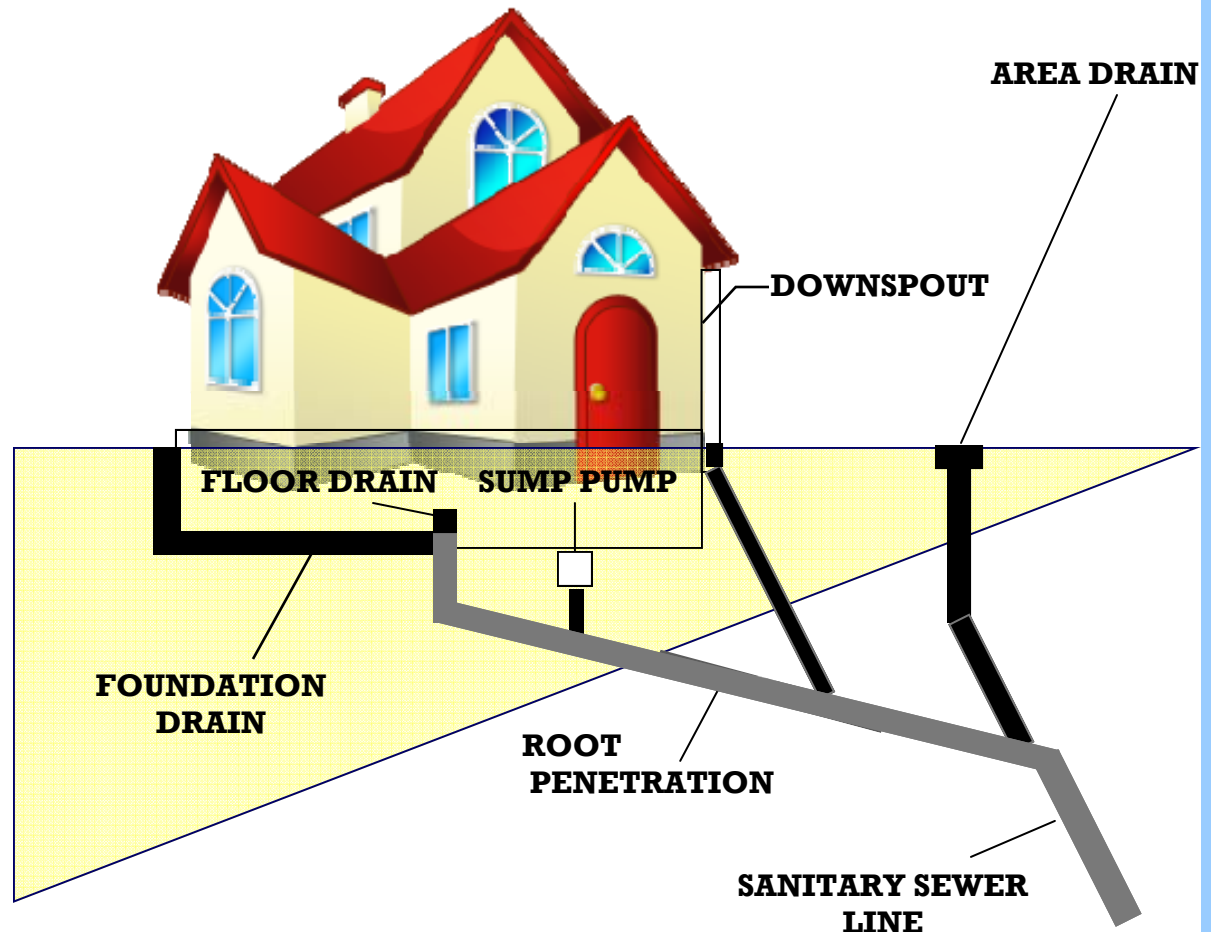 AREA DRAIN
DOWNSPOUT
FLOOR DRAIN
SUMP PUMP
FOUNDATION
DRAIN
ROOT
PENETRATION
SANITARY SEWER
LINE